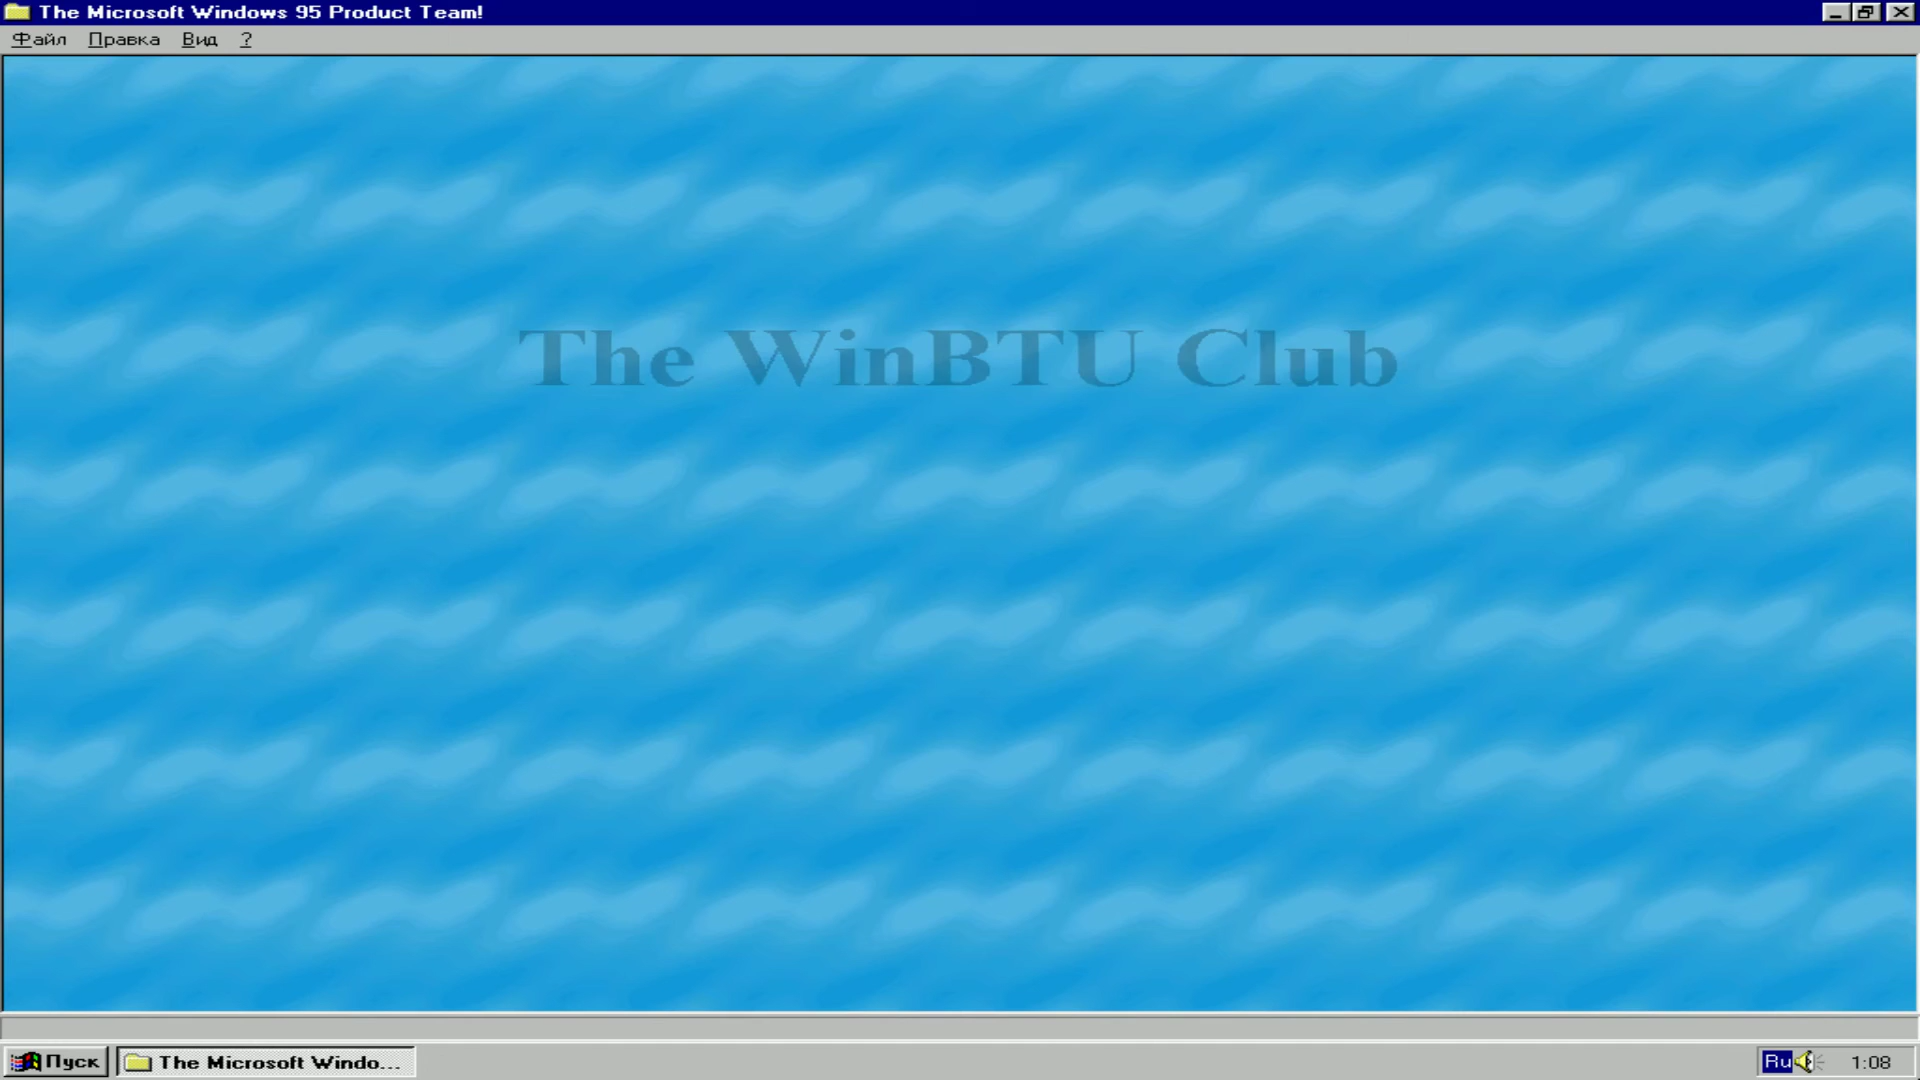 The Microsoft Windows 95 Product Team!
Файл Правка Вид ?
The WinBTU Club
Пуск The Microsoft Windo... Ru 1:08